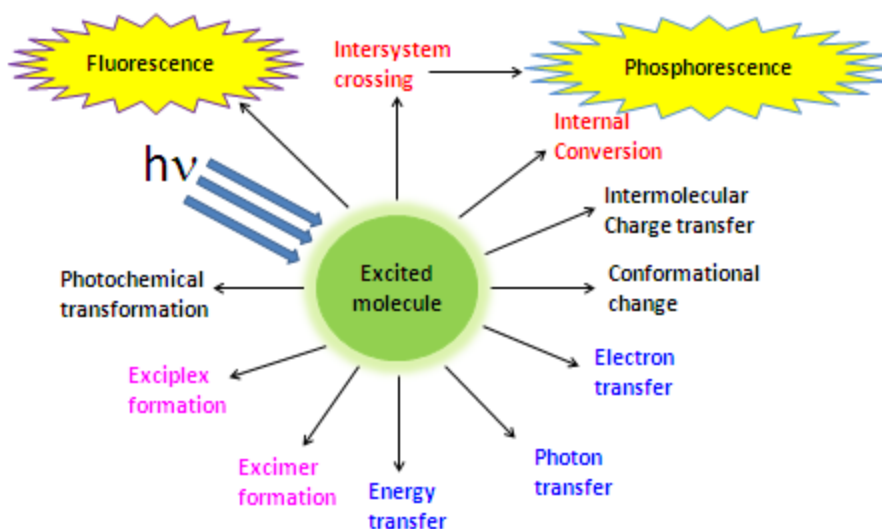 Fluorescence
Intersystem
crossing
Phosphorescence
Internal
Conversion
hν
Intermolecular
Charge transfer
Photochemical
transformation
Excited
molecule
Conformational
change
Exciplex
formation
Electron
transfer
Excimer
formation
Energy
transfer
Photon
transfer